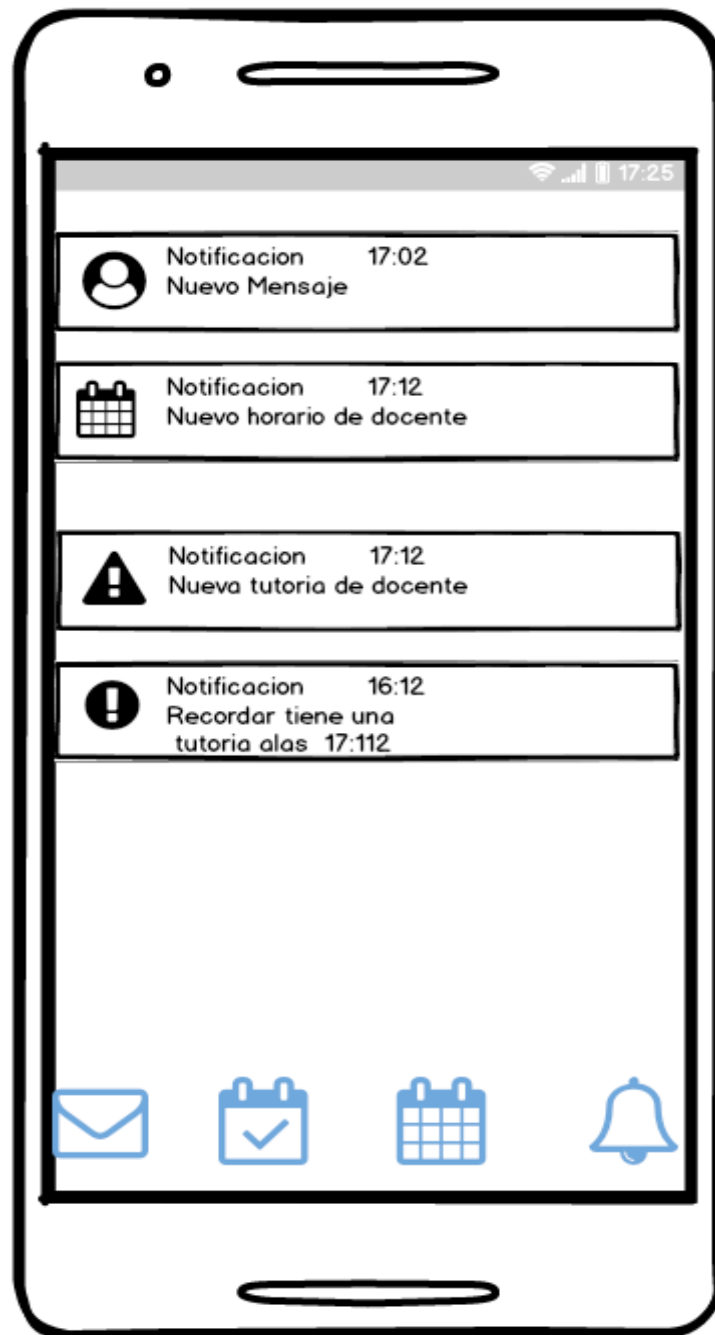 17:25
Notificacion 17:02
Nuevo Mensaje
Notificacion 17:12
Nuevo horario de docente
Notificacion 17:12
Nueva tutoria de docente
Notificacion 16:12
Recordar tiene una
tutoria alas 17:112